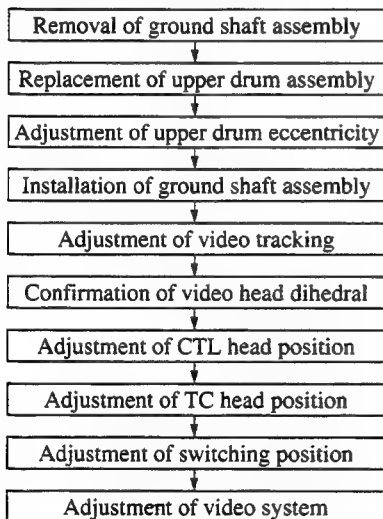 Removal of ground shaft assembly
Replacement of upper drum assembly
Adjustment of upper drum eccentricity
Installation of ground shaft assembly
Adjustment of video tracking
Confirmation of video head dihedral
Adjustment of CTL head position
Adjustment of TC head position
Adjustment of switching position
Adjustment of video system